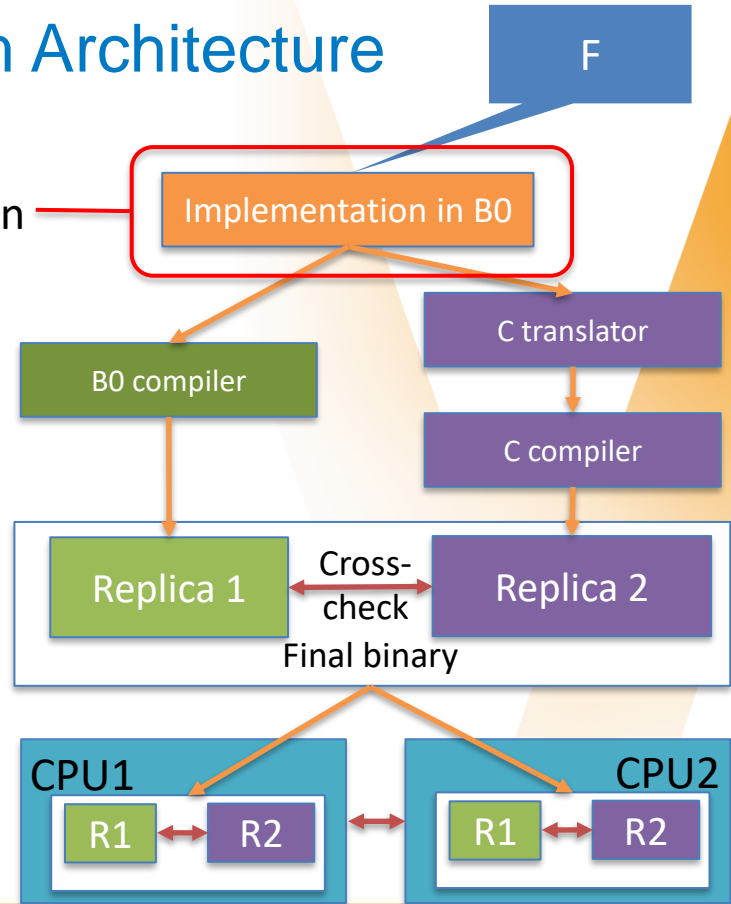 n Architecture
F
n
Implementation in B0
C translator
B0 compiler
C compiler
Replica 1
Cross-
check
Replica 2
Final binary
CPU1
CPU2
R1
R2
R1
R2